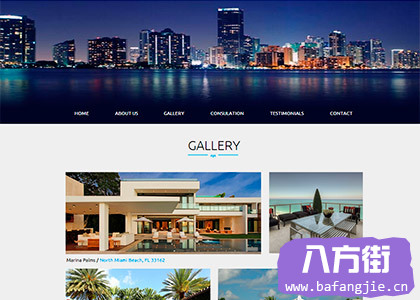 HOME ABOUT US GALLERY CONSULATION TESTIMONIALS CONTACT
GALLERY
Marina Palms / North Miami Beach, FL 33162
八方街
www.bafangjie.cn